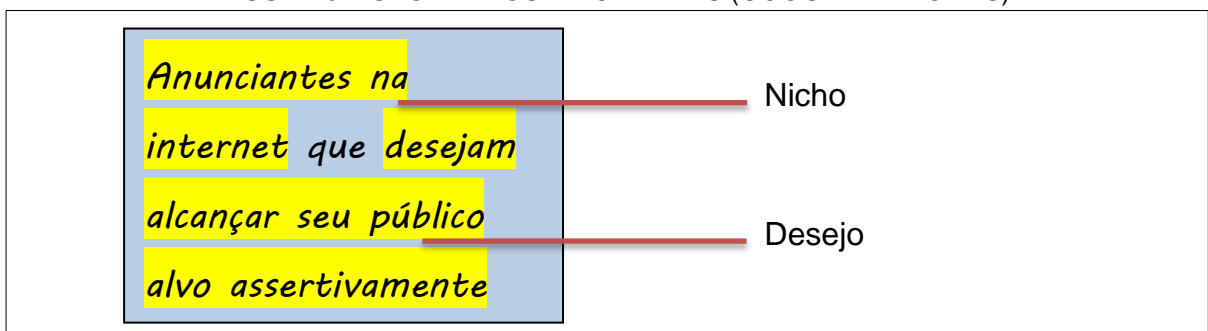 Anunciantes na
Nicho
internet que desejam
alcançar seu público
Desejo
alvo assertivamente